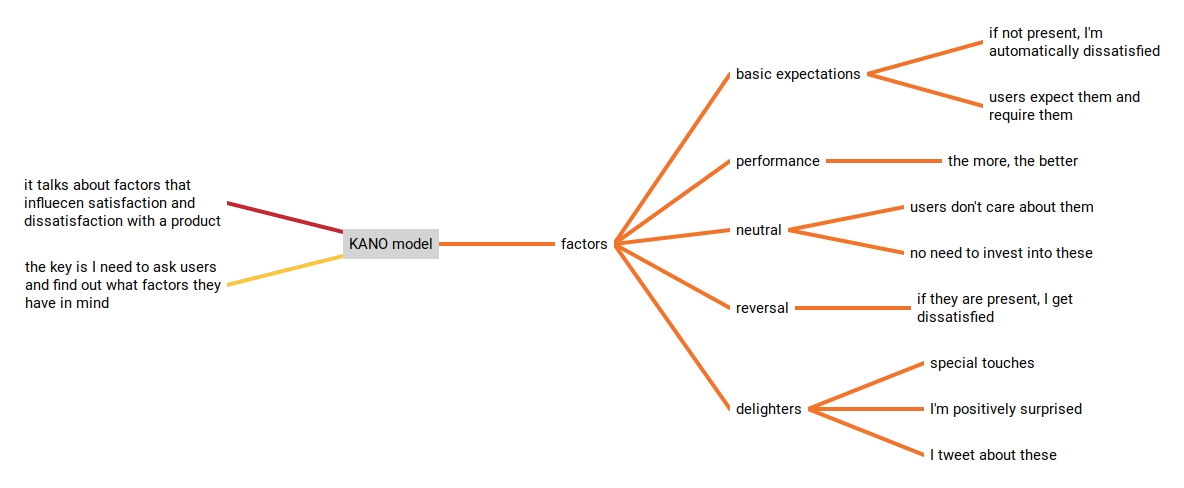 it talks about factors that
influecen satisfaction and
dissatisfaction with a product
the key is I need to ask users
and find out what factors they
have in mind
KANO model
factors
basic expectations
if not present, I'm
automatically dissatisfied
users expect them and
require them
performance
the more, the better
neutral
users don't care about them
no need to invest into these
reversal
if they are present, I get
dissatisfied
delighters
special touches
I'm positively surprised
I tweet about these